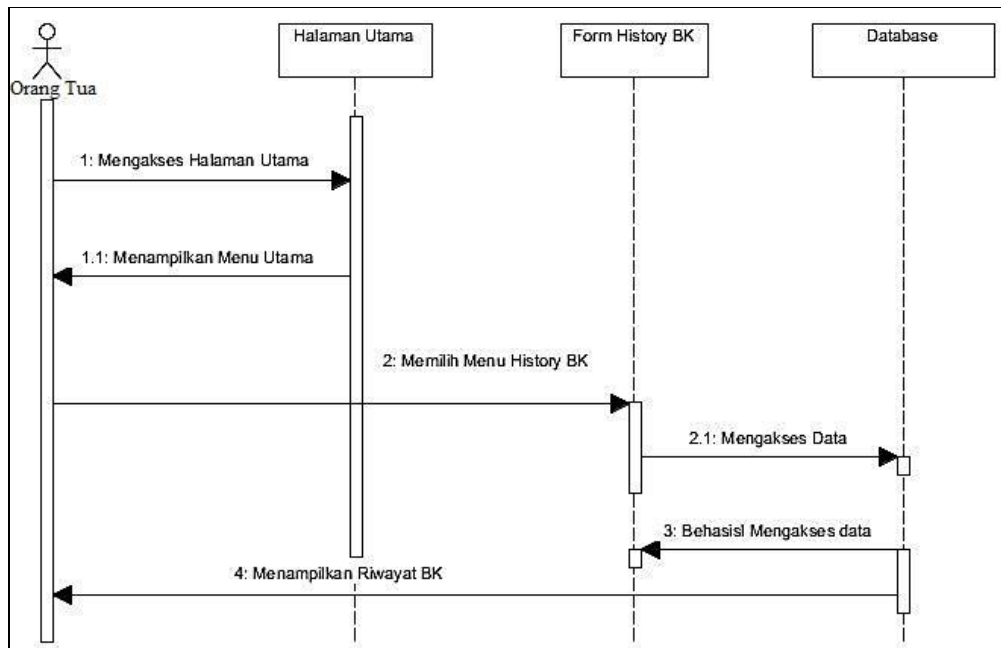 Halaman Utama
Form History BK
Database
Orang Tua
1: Mengakses Halaman Utama
1.1: Menampilkan Menu Utama
2: Memilih Menu History BK
2.1: Mengakses Data
3: Behasisl Mengakses data
4: Menampilkan Riwayat BK